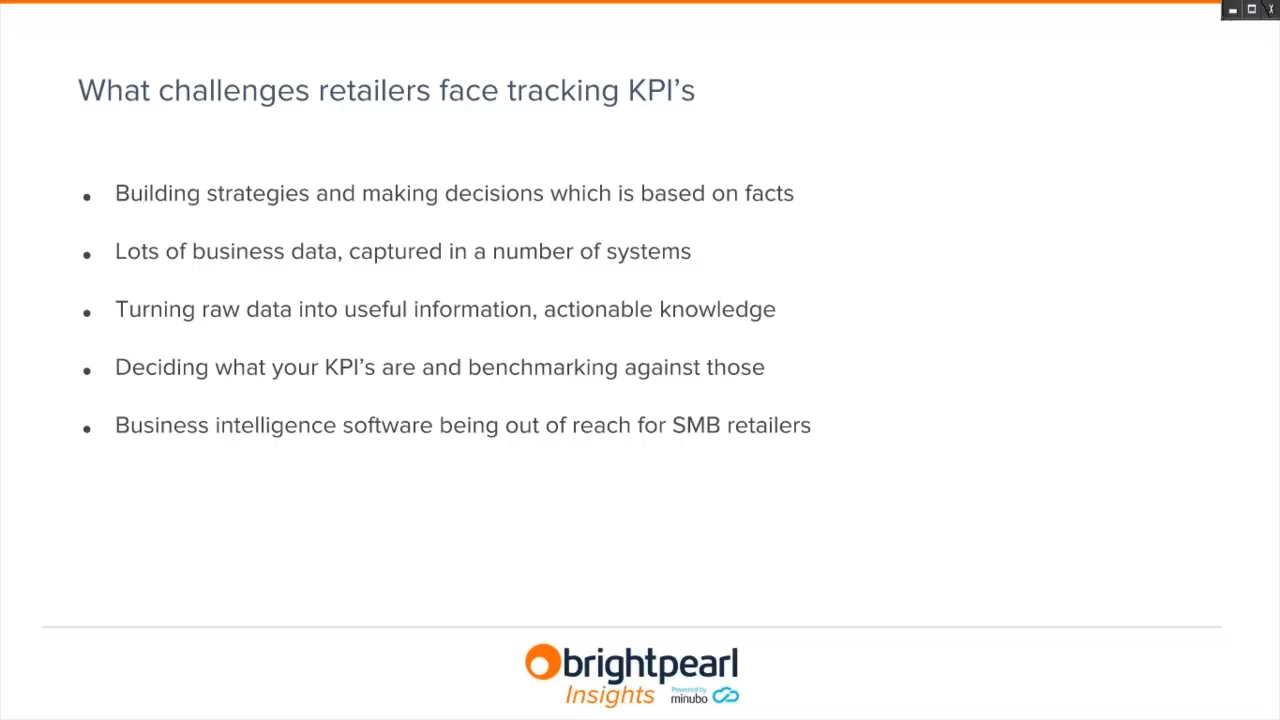 What challenges retailers face tracking KPI’s
• Building strategies and making decisions which is based on facts
• Lots of business data, captured in a number of systems
• Turning raw data into useful information, actionable knowledge
• Deciding what your KPI’s are and benchmarking against those
• Business intelligence software being out of reach for SMB retailers
brightpearl
Insights
Powered by
minubo